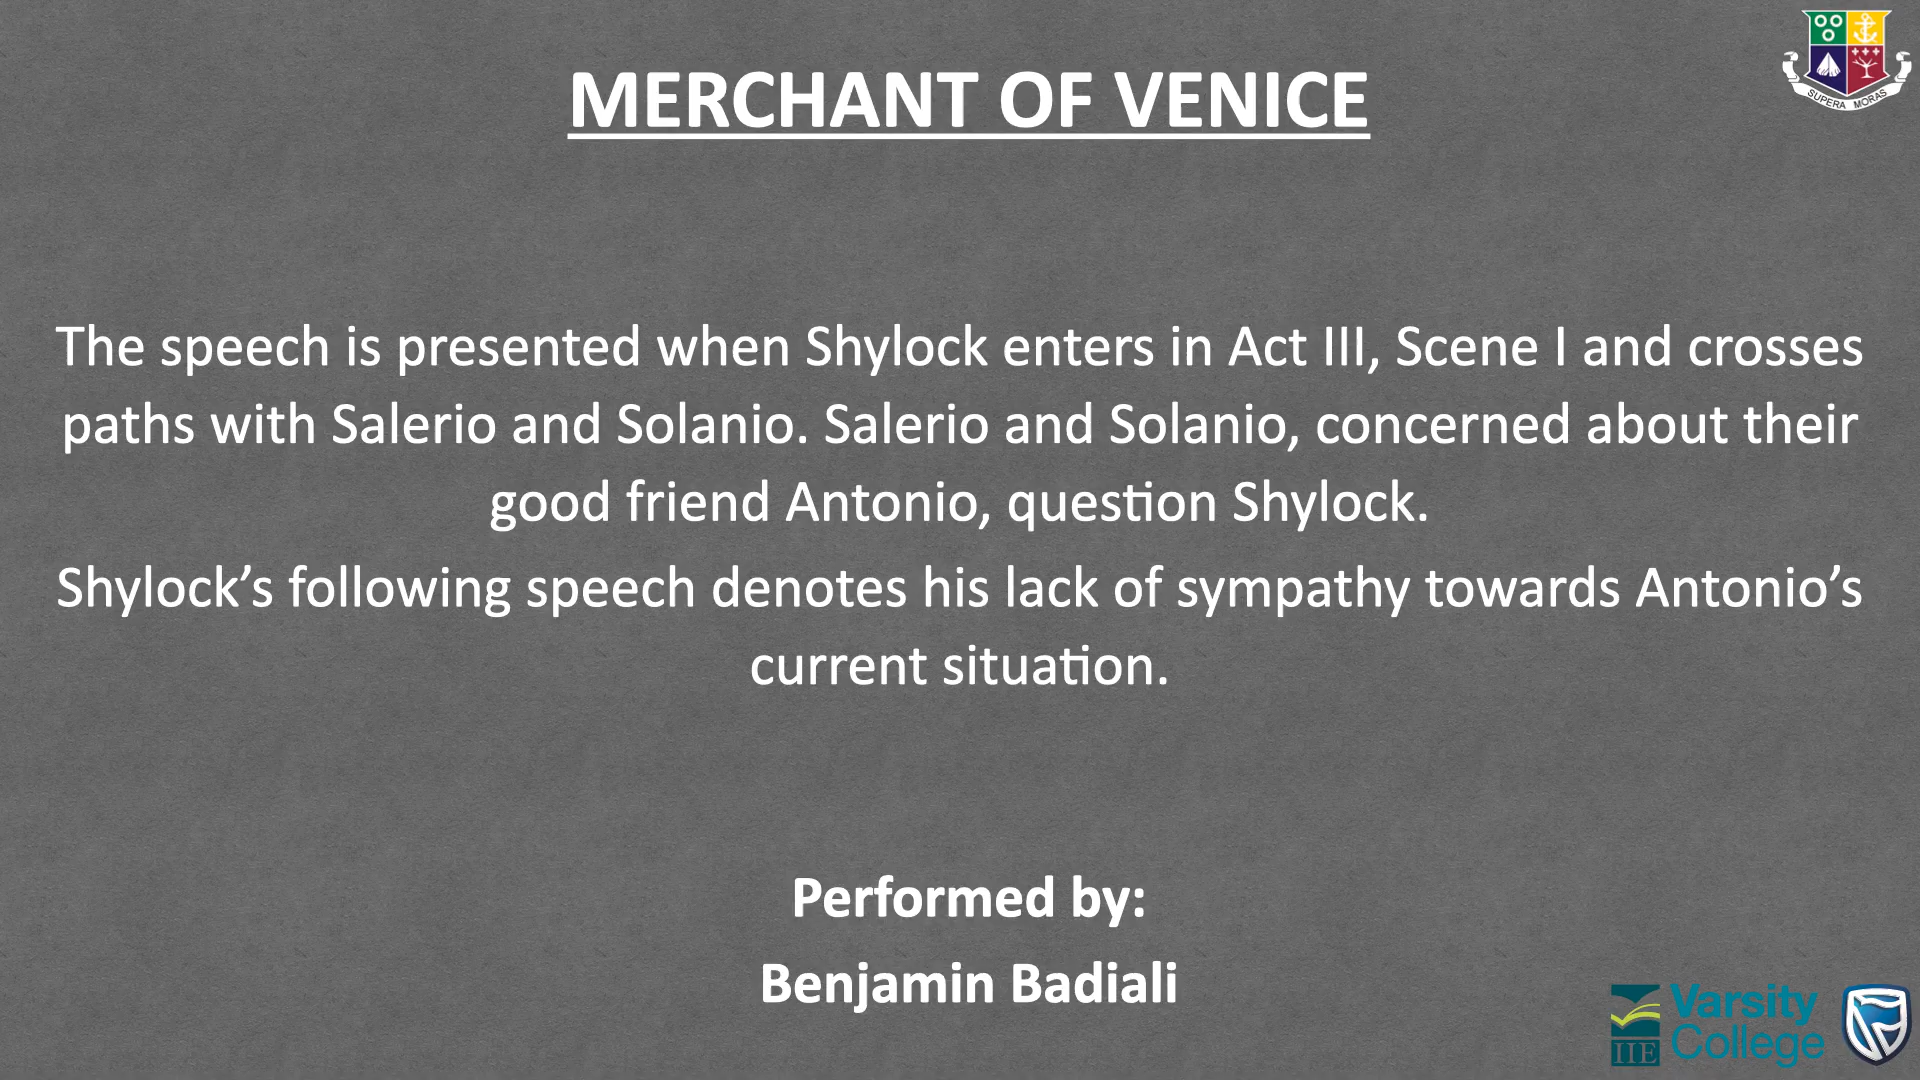 SUPERA MORAS
MERCHANT OF VENICE
The speech is presented when Shylock enters in Act III, Scene I and crosses
paths with Salerio and Solanio. Salerio and Solanio, concerned about their
good friend Antonio, question Shylock.
Shylock’s following speech denotes his lack of sympathy towards Antonio’s
current situation.
Performed by:
Benjamin Badiali
Varsity
College
IIE